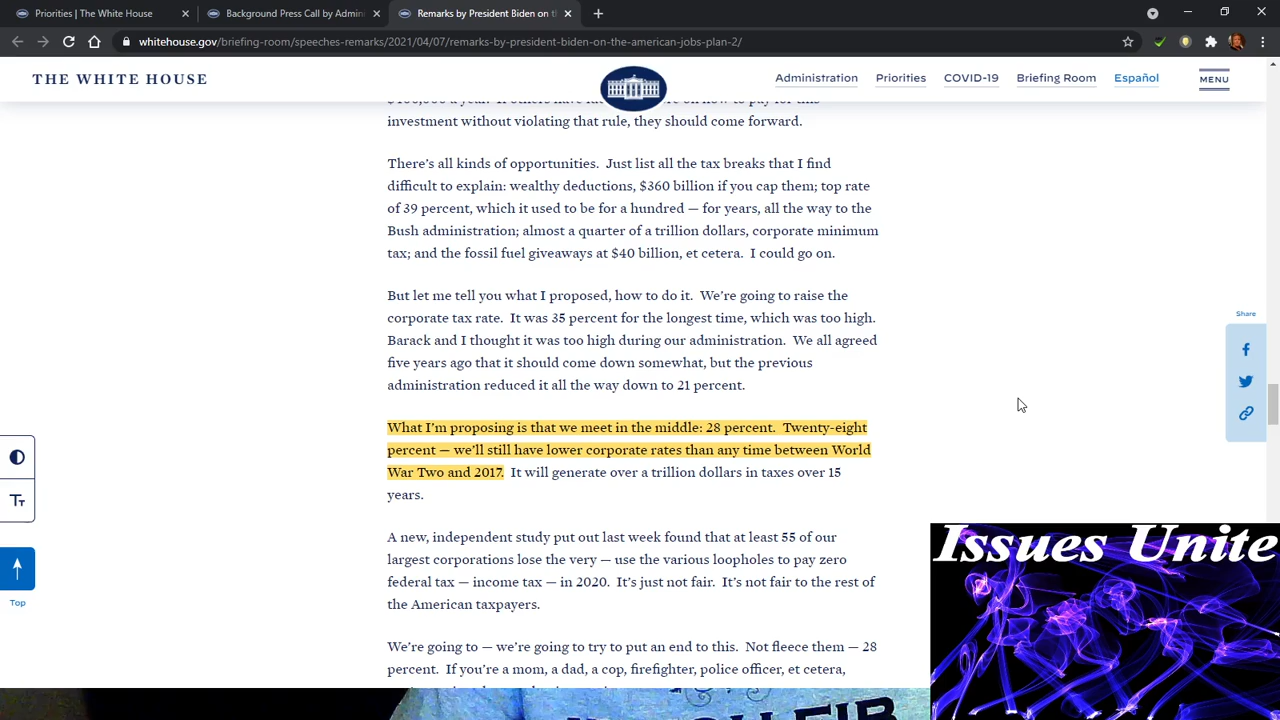 Priorities | The White House
Background Press Call by Admin
Remarks by President Biden on th
whitehouse.gov/briefing-room/speeches-remarks/2021/04/07/remarks-by-president-biden-on-the-american-jobs-plan-2/
THE WHITE HOUSE
Administration
Priorities
COVID-19
Briefing Room
Español
MENU
investment without violating that rule, they should come forward.
There's all kinds of opportunities. Just list all the tax breaks that I find
difficult to explain: wealthy deductions, $360 billion if you cap them; top rate
of 39 percent, which it used to be for a hundred — for years, all the way to the
Bush administration; almost a quarter of a trillion dollars, corporate minimum
tax; and the fossil fuel giveaways at $40 billion, et cetera. I could go on.
But let me tell you what I proposed, how to do it. We're going to raise the
corporate tax rate. It was 35 percent for the longest time, which was too high.
Barack and I thought it was too high during our administration. We all agreed
five years ago that it should come down somewhat, but the previous
administration reduced it all the way down to 21 percent.
What I'm proposing is that we meet in the middle: 28 percent. Twenty-eight
percent — we'll still have lower corporate rates than any time between World
War Two and 2017. It will generate over a trillion dollars in taxes over 15
years.
A new, independent study put out last week found that at least 55 of our
largest corporations lose the very — use the various loopholes to pay zero
federal tax — income tax — in 2020. It's just not fair. It's not fair to the rest of
the American taxpayers.
We're going to — we're going to try to put an end to this. Not fleece them — 28
percent. If you're a mom, a dad, a cop, firefighter, police officer, et cetera,
Share
Tт
Top
Issues Unite